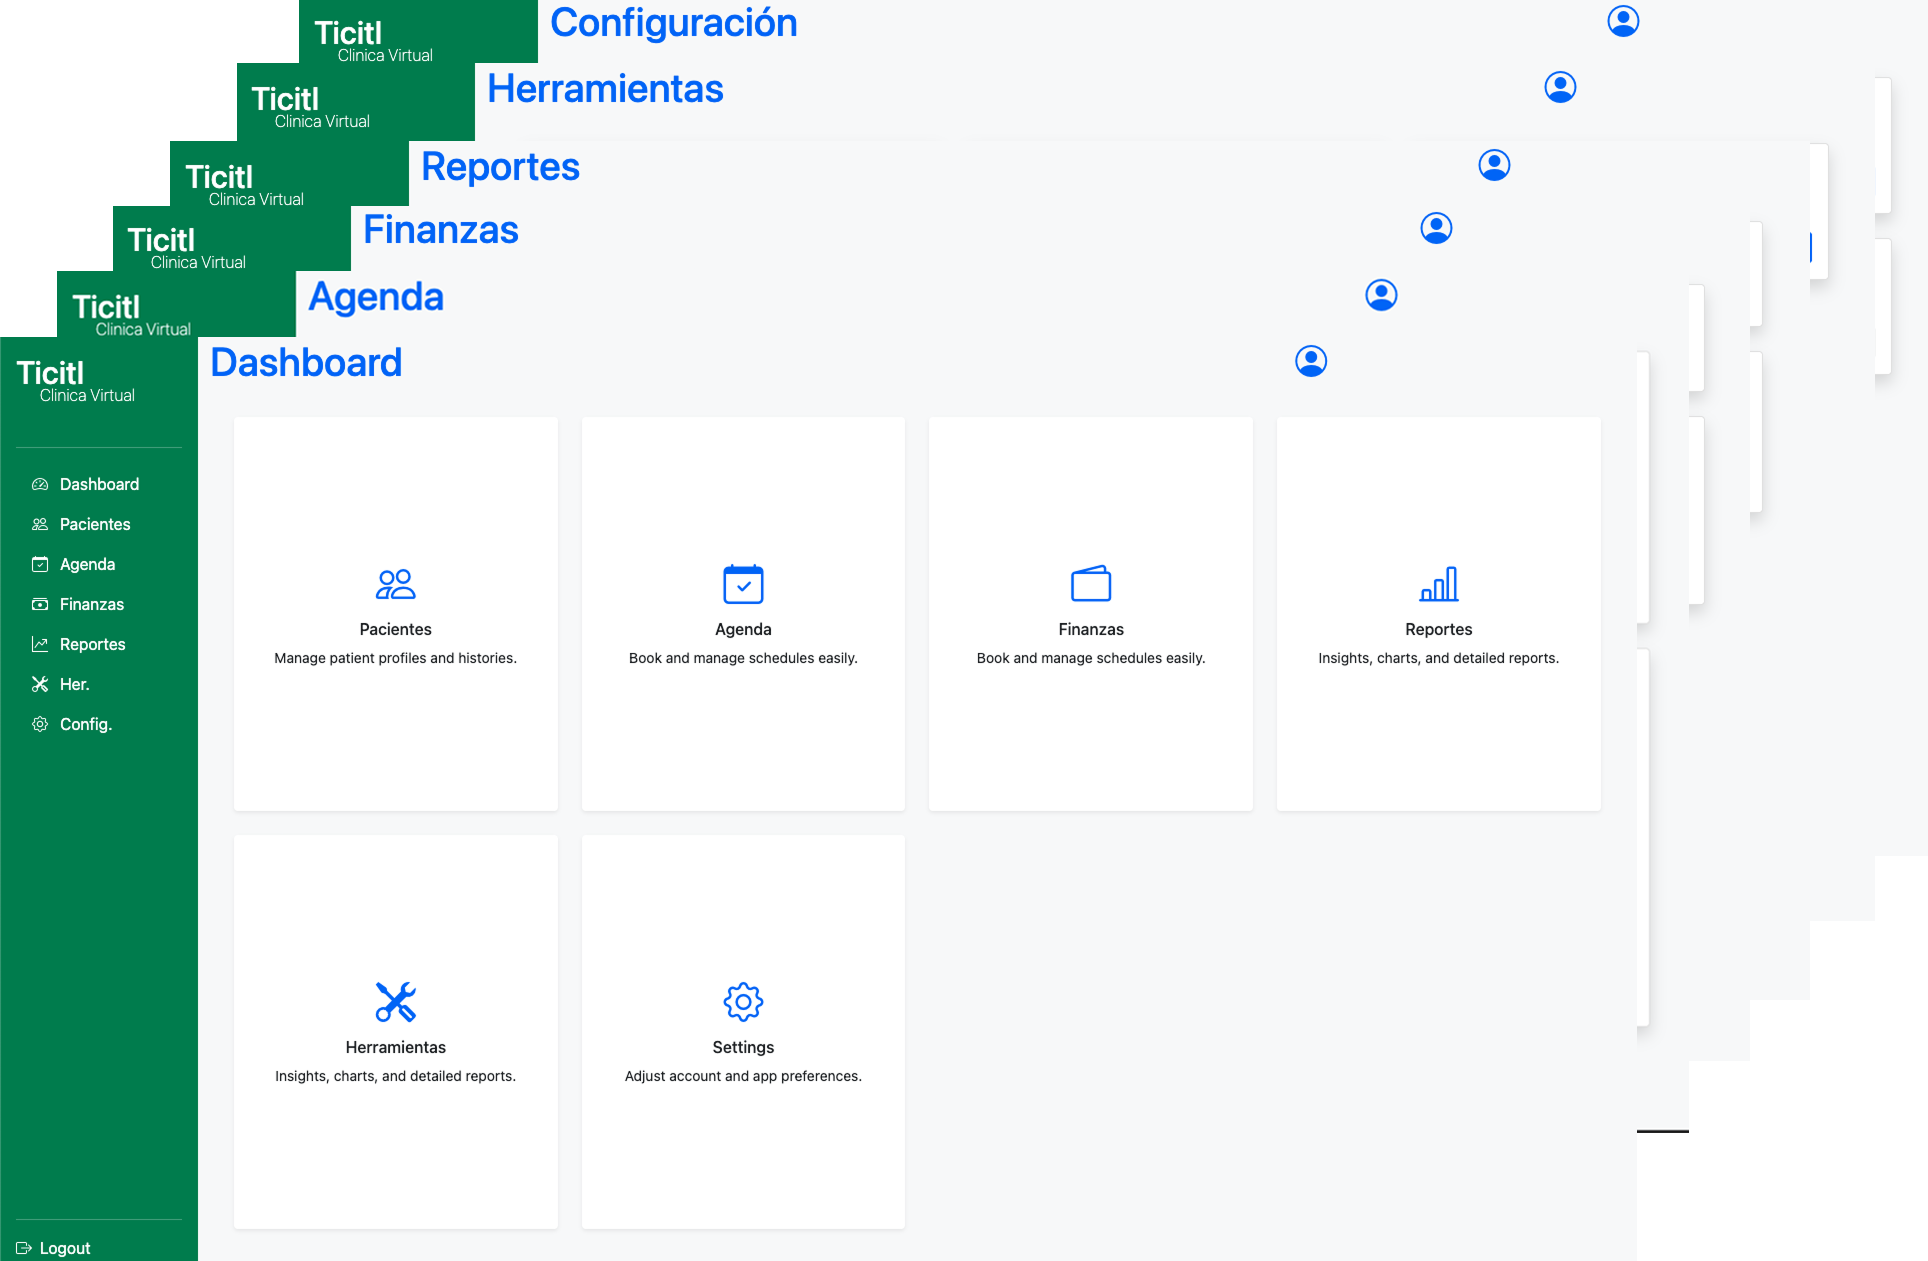 Ticitl
Clinica Virtual
Configuración
Ticitl
Clinica Virtual
Herramientas
Ticitl
Clinica Virtual
Reportes
Ticitl
Clinica Virtual
Finanzas
Ticitl
Clinica Virtual
Agenda
Ticitl
Clinica Virtual
Dashboard
Dashboard
Pacientes
Agenda
Finanzas
Reportes
Her.
Config.
Logout
Pacientes
Manage patient profiles and histories.
Agenda
Book and manage schedules easily.
Finanzas
Book and manage schedules easily.
Reportes
Insights, charts, and detailed reports.
Herramientas
Insights, charts, and detailed reports.
Settings
Adjust account and app preferences.